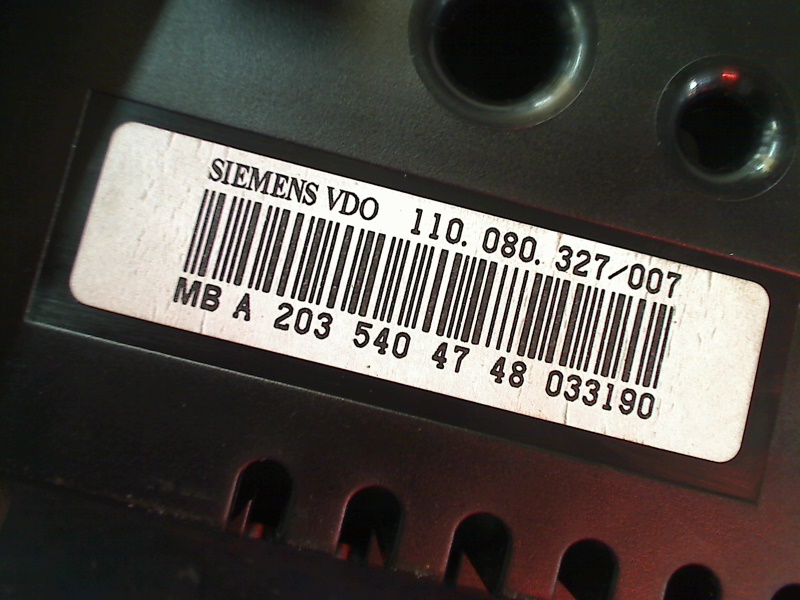 SIEMENS VDO 110. 080. 327/007
MB A 203 540 47 48 033190